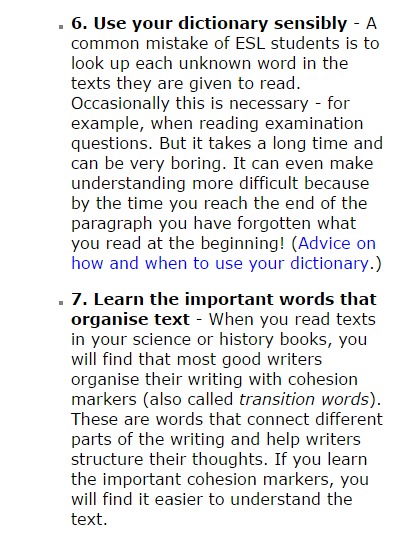 6. Use your dictionary sensibly - A
common mistake of ESL students is to
look up each unknown word in the
texts they are given to read.
Occasionally this is necessary - for
example, when reading examination
questions. But it takes a long time and
can be very boring. It can even make
understanding more difficult because
by the time you reach the end of the
paragraph you have forgotten what
you read at the beginning! (Advice on
how and when to use your dictionary.)
7. Learn the important words that
organise text - When you read texts
in your science or history books, you
will find that most good writers
organise their writing with cohesion
markers (also called transition words).
These are words that connect different
parts of the writing and help writers
structure their thoughts. If you learn
the important cohesion markers, you
will find it easier to understand the
text.